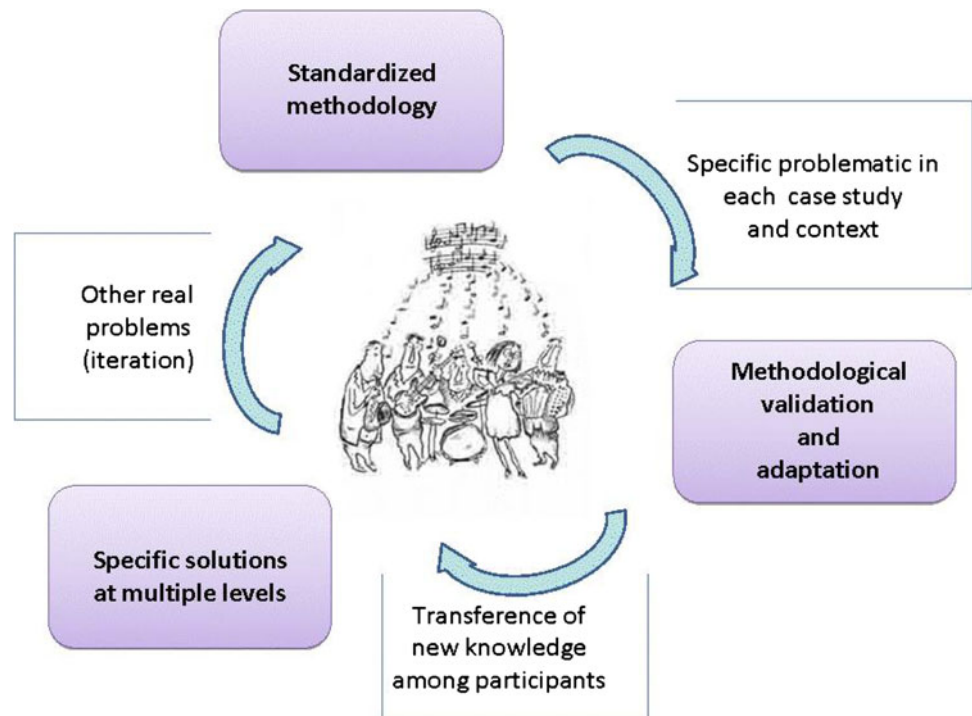 Standardized
methodology
Specific problematic in
each case study
and context
Methodological
validation
and
adaptation
Transference of
new knowledge
among participants
Specific solutions
at multiple levels
Other real
problems
(iteration)